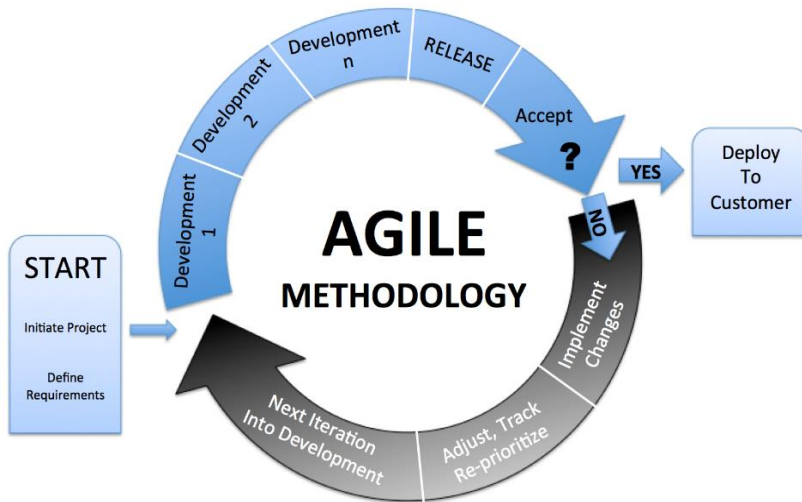 START
Initiate Project
Define
Requirements
Development
1
Development
2
Development
n
RELEASE
Accept
?
YES
Deploy
To
Customer
NO
Implement
Changes
Adjust, Track
Re-prioritize
Next Iteration
Into Development
AGILE
METHODOLOGY